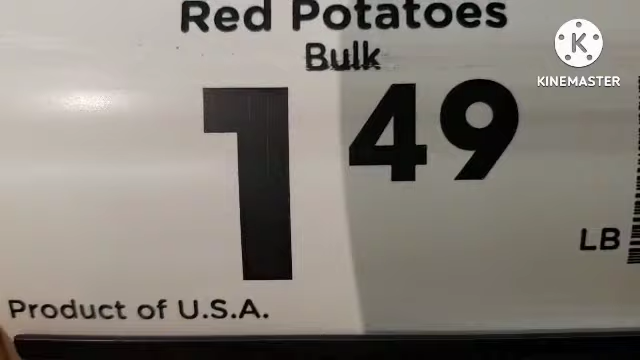 Red Potatoes
Bulk
1 49
LB
Product of U.S.A.
KINEMASTER